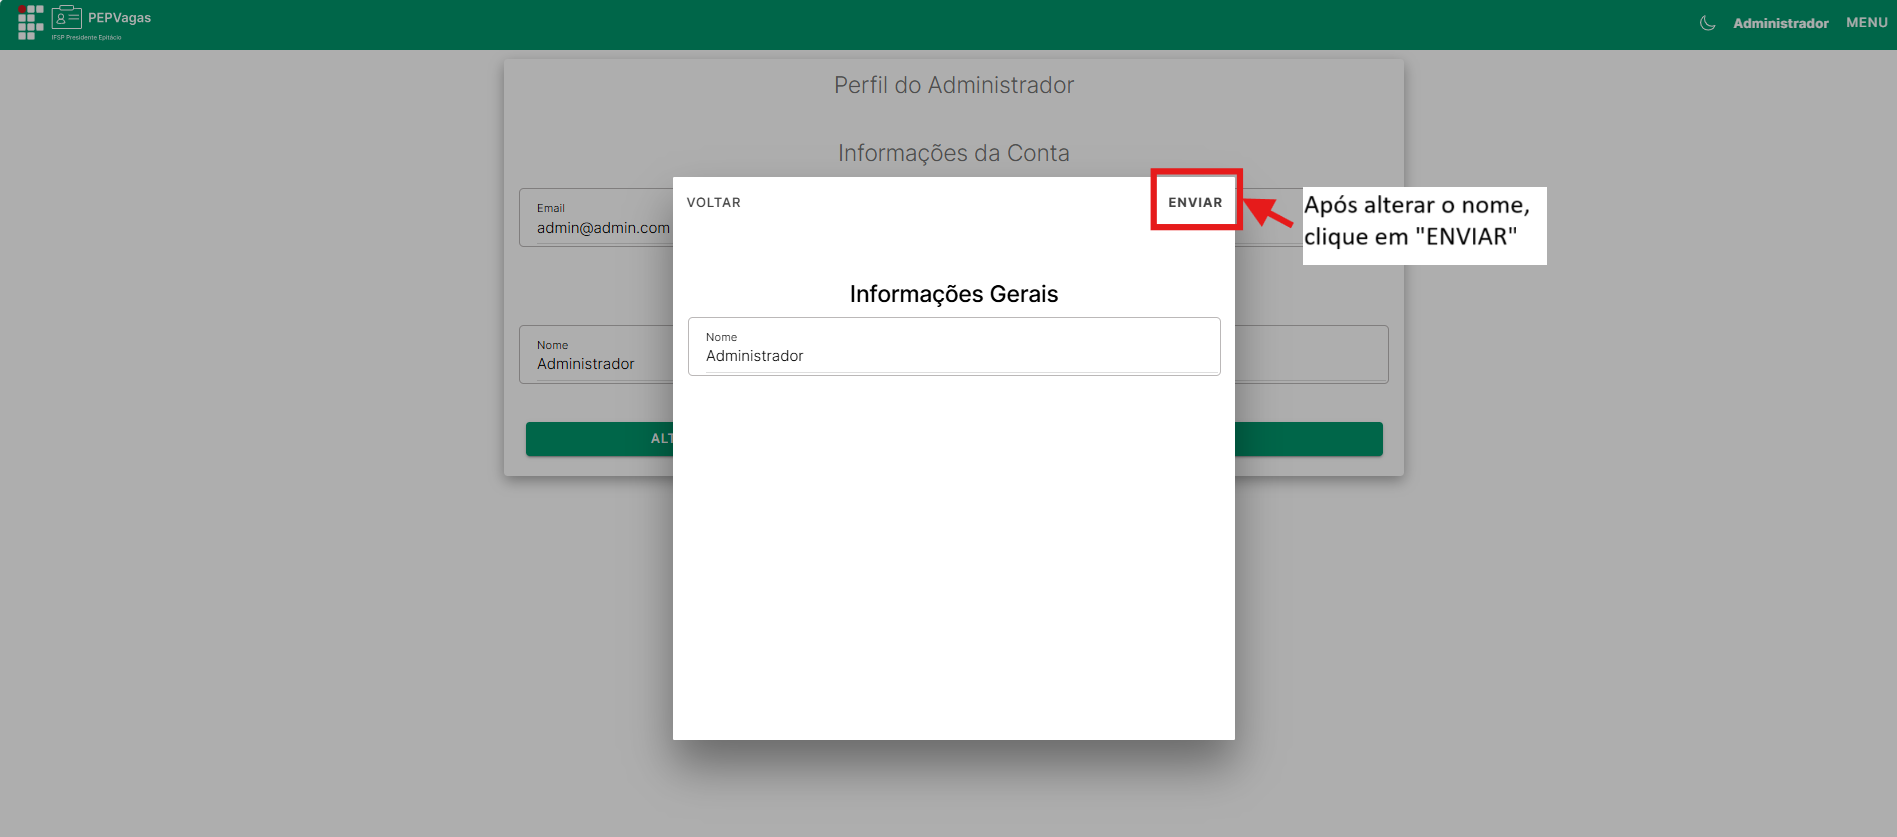 PEPVagas
IFSP Presidente Epitácio
Administrador
MENU
Perfil do Administrador
Informações da Conta
Email
admin@admin.com
VOLTAR
ENVIAR
Após alterar o nome,
clique em "ENVIAR"
Informações Gerais
Nome
Administrador
Nome
Administrador
ALT